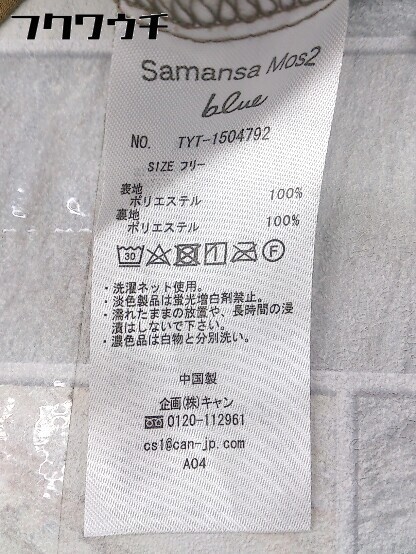 フクワウチ
Samansa Mos2
blue
NO. TYT-1504792
SIZE フリー
表地
ポリエステル 100%
裏地
ポリエステル 100%
30 F
・洗濯ネット使用。
・淡色製品は蛍光増白剤禁止。
・濡れたままの放置や、長時間の浸
漬はしないで下さい。
・濃色品は白物と分別洗い。
中国製
企画(株)キャン
0120-112961
cs1@can-jp.com
A04